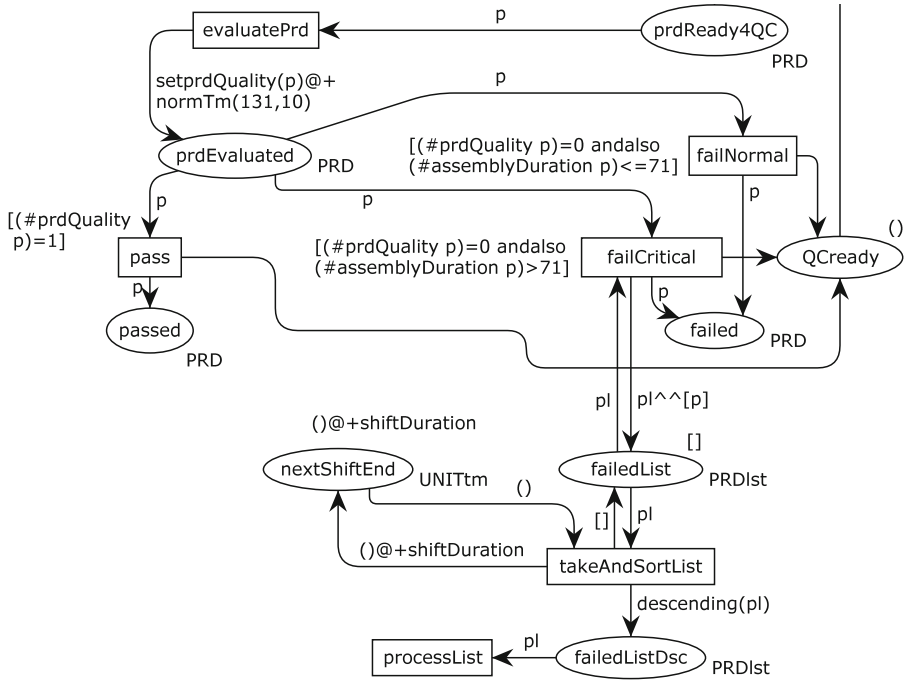 p
evaluatePrd
prdReady4QC
PRD
setprdQuality(p)@+
normTm(131,10)
p
prdEvaluated
PRD
[(#prdQuality p)=0 andalso
(#assemblyDuration p)<=71]
failNormal
p
p
p
[(#prdQuality
p)=1]
()
pass
[(#prdQuality p)=0 andalso
(#assemblyDuration p)>71]
failCritical
QCready
p
p
passed
PRD
failed
PRD
pl
pl^^[p]
()@+shiftDuration
[]
nextShiftEnd
UNITtm
failedList
PRDlst
()
[]
pl
()@+shiftDuration
takeAndSortList
descending(pl)
processList
pl
failedListDsc
PRDlst